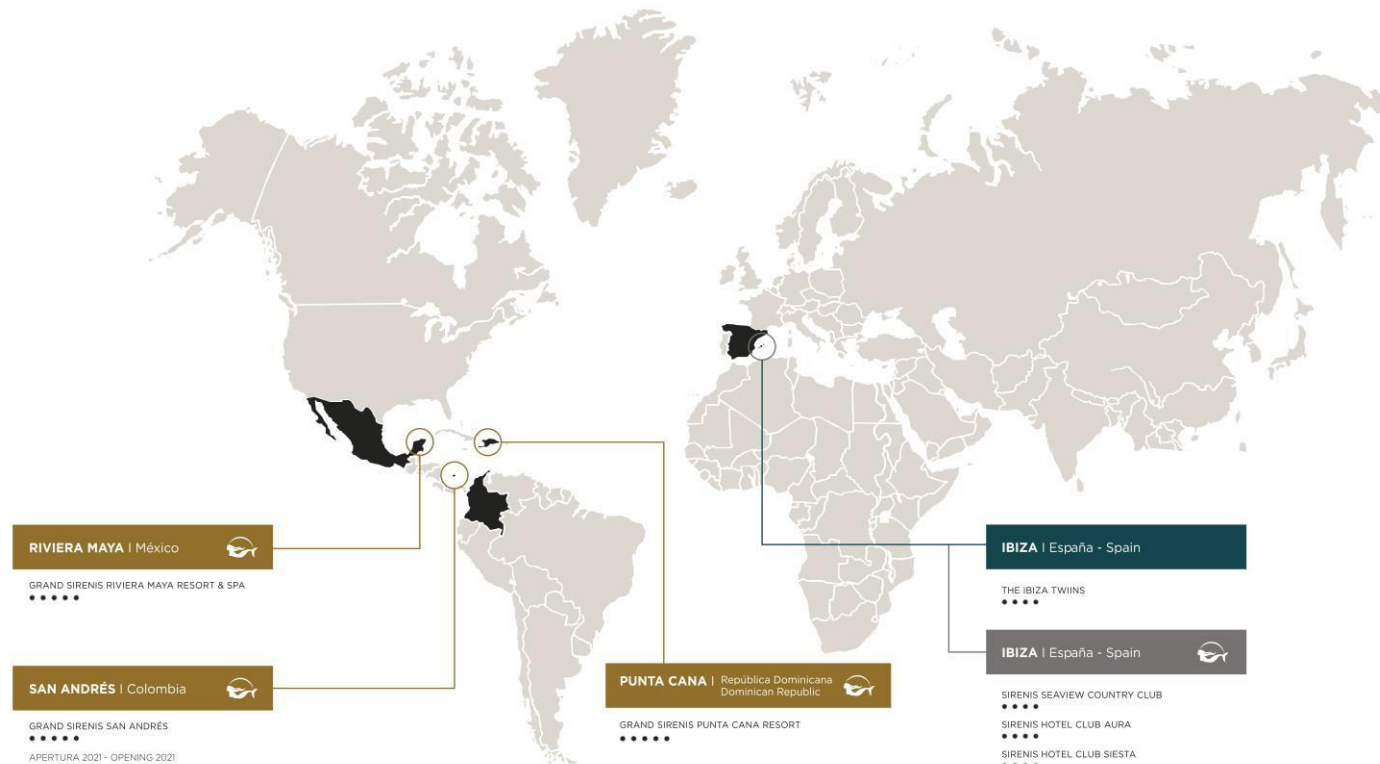 RIVIERA MAYA | México
GRAND SIRENIS RIVIERA MAYA RESORT & SPA
SAN ANDRÉS | Colombia
GRAND SIRENIS SAN ANDRÉS
APERTURA 2021 - OPENING 2021
PUNTA CANA | República Dominicana
Dominican Republic
GRAND SIRENIS PUNTA CANA RESORT
IBIZA | España - Spain
THE IBIZA TWIINS
IBIZA | España - Spain
SIRENIS SEAVIEW COUNTRY CLUB
SIRENIS HOTEL CLUB AURA
SIRENIS HOTEL CLUB SIESTA